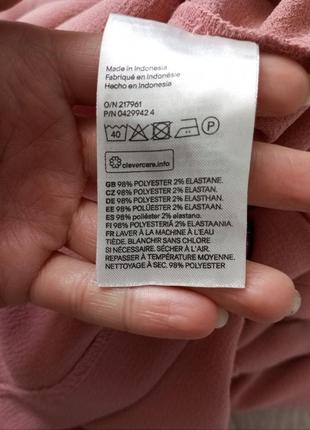 Made in Indonesia
Fabriqué en Indonésie
Hecho en Indonesia
O/N 217961
P/N 0429942 4
40 P
clevercare.info
GB 98% POLYESTER 2% ELASTANE.
CZ 98% POLYESTER 2% ELASTAN.
DE 98% POLYESTER 2% ELASTHAN.
EE 98% POLÜESTER 2% ELASTAAN.
ES 98% poliéster 2% elastano.
FI 98% POLYESTERIÄ 2% ELASTAANIA.
FR LAVER À LA MACHINE À L'EAU
TIÈDE. BLANCHIR SANS CHLORE
SI NÉCESSAIRE. SÉCHER À L'AIR.
REPASSER À TEMPÉRATURE MOYENNE.
NETTOYAGE À SEC. 98% POLYESTER